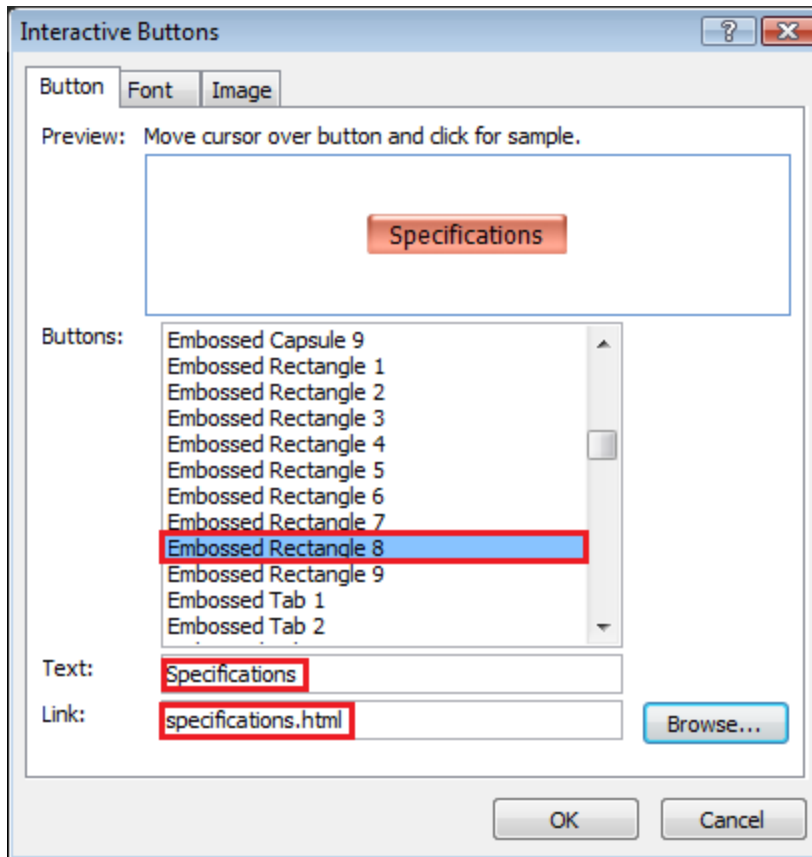 Interactive Buttons
Button Font Image
Preview: Move cursor over button and click for sample.
Specifications
Buttons:
Embossed Capsule 9
Embossed Rectangle 1
Embossed Rectangle 2
Embossed Rectangle 3
Embossed Rectangle 4
Embossed Rectangle 5
Embossed Rectangle 6
Embossed Rectangle 7
Embossed Rectangle 8
Embossed Rectangle 9
Embossed Tab 1
Embossed Tab 2
Text: Specifications
Link: specifications.html Browse...
OK Cancel